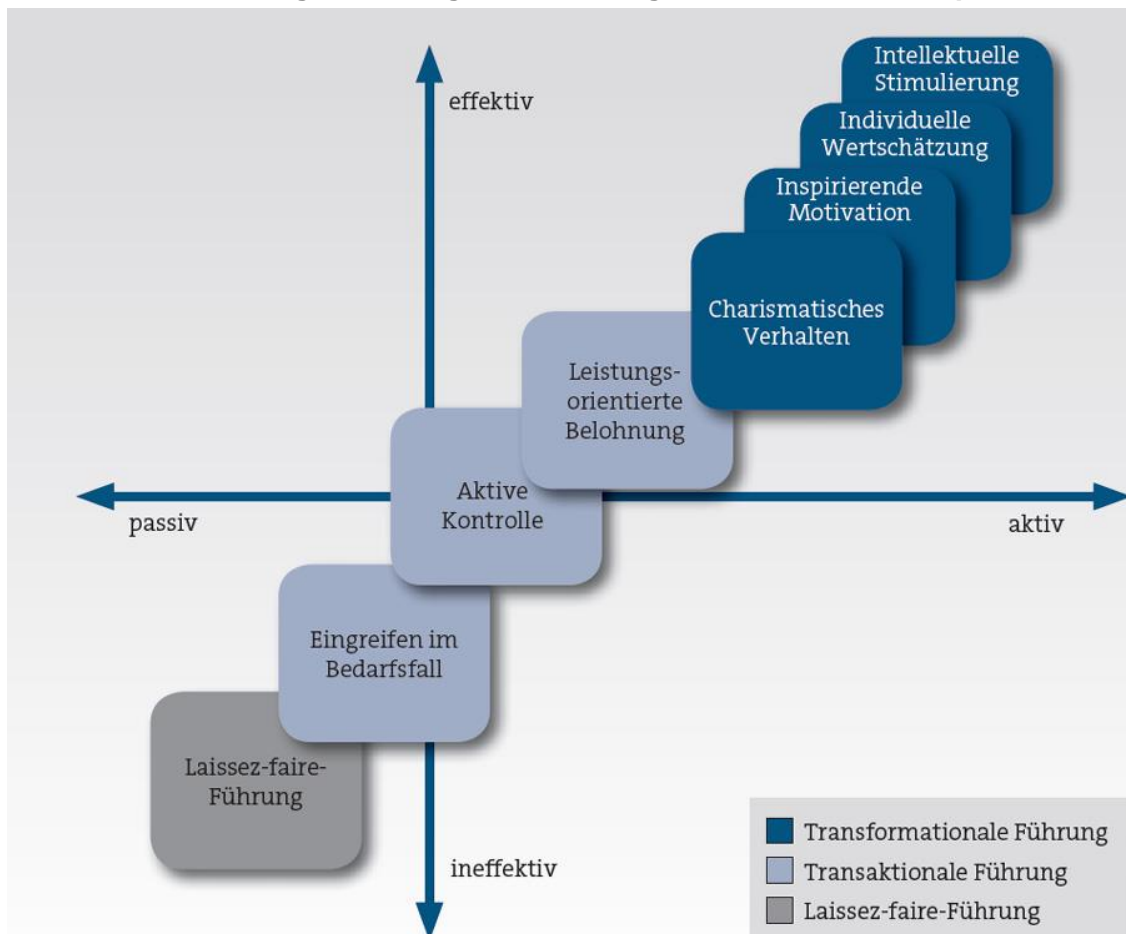 effektiv
Intellektuelle
Stimulierung
Individuelle
Wertschätzung
Inspirierende
Motivation
Charismatisches
Verhalten
Leistungs-
orientierte
Belohnung
Aktive
Kontrolle
passiv
aktiv
Eingreifen im
Bedarfsfall
Laissez-faire-
Führung
ineffektiv
Transformationale Führung
Transaktionale Führung
Laissez-faire-Führung